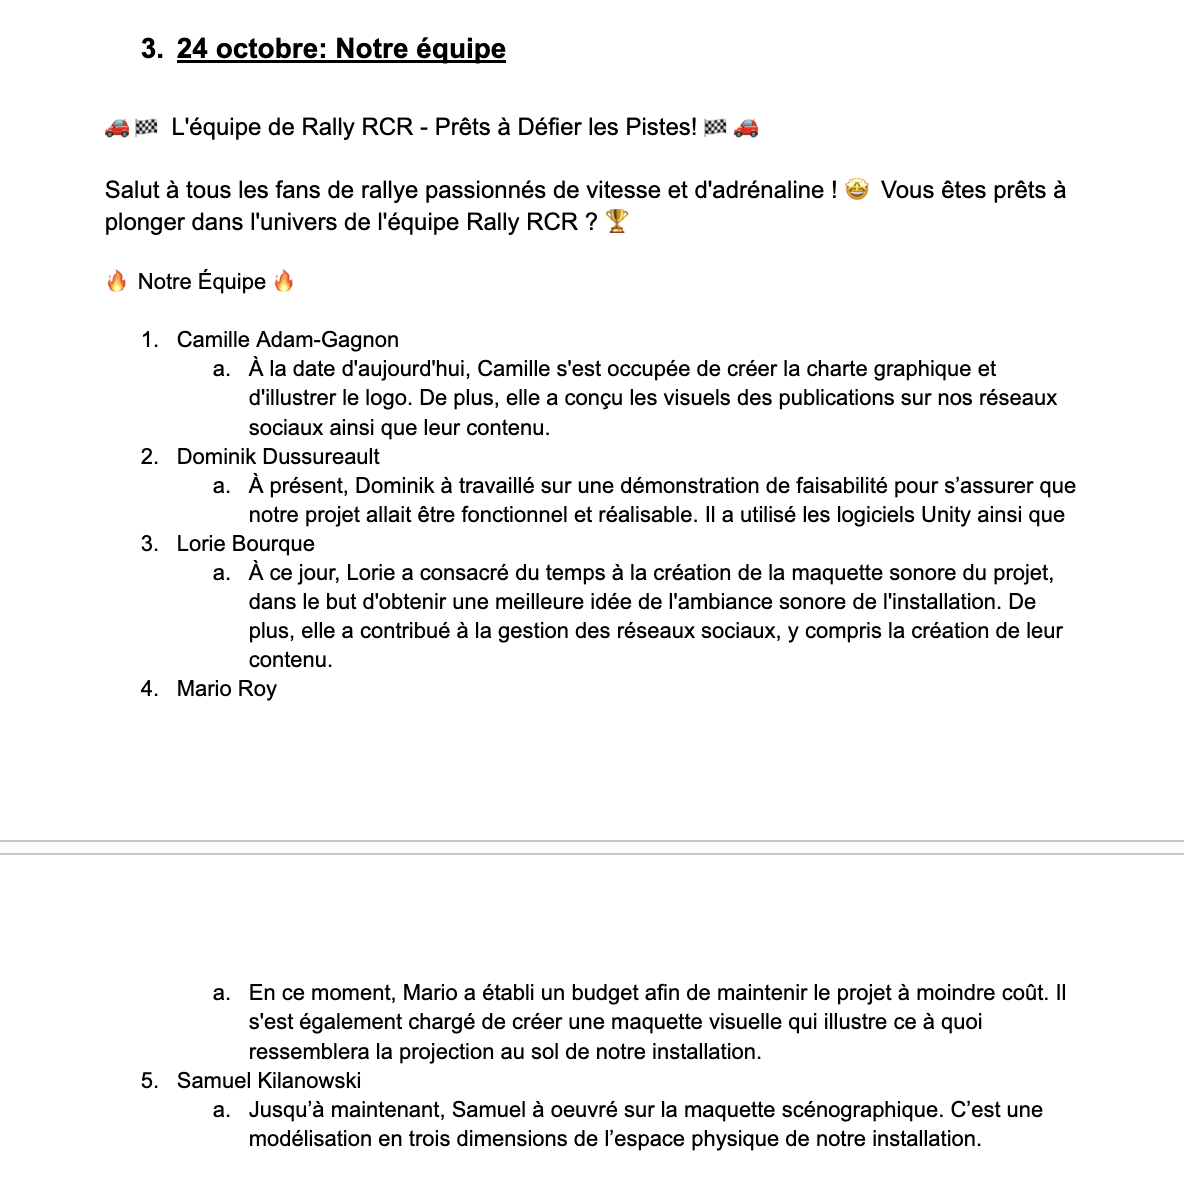 3. 24 octobre: Notre équipe
🚗🏁 L'équipe de Rally RCR - Prêts à Défier les Pistes! 🏁🚗
Salut à tous les fans de rallye passionnés de vitesse et d'adrénaline ! 🤩 Vous êtes prêts à
plonger dans l'univers de l'équipe Rally RCR ? 🏆
🔥 Notre Équipe 🔥
1. Camille Adam-Gagnon
a. À la date d'aujourd'hui, Camille s'est occupée de créer la charte graphique et
d'illustrer le logo. De plus, elle a conçu les visuels des publications sur nos réseaux
sociaux ainsi que leur contenu.
2. Dominik Dussureault
a. À présent, Dominik à travaillé sur une démonstration de faisabilité pour s’assurer que
notre projet allait être fonctionnel et réalisable. Il a utilisé les logiciels Unity ainsi que
3. Lorie Bourque
a. À ce jour, Lorie a consacré du temps à la création de la maquette sonore du projet,
dans le but d'obtenir une meilleure idée de l'ambiance sonore de l'installation. De
plus, elle a contribué à la gestion des réseaux sociaux, y compris la création de leur
contenu.
4. Mario Roy
a. En ce moment, Mario a établi un budget afin de maintenir le projet à moindre coût. Il
s'est également chargé de créer une maquette visuelle qui illustre ce à quoi
ressemblera la projection au sol de notre installation.
5. Samuel Kilanowski
a. Jusqu’à maintenant, Samuel à oeuvré sur la maquette scénographique. C’est une
modélisation en trois dimensions de l’espace physique de notre installation.